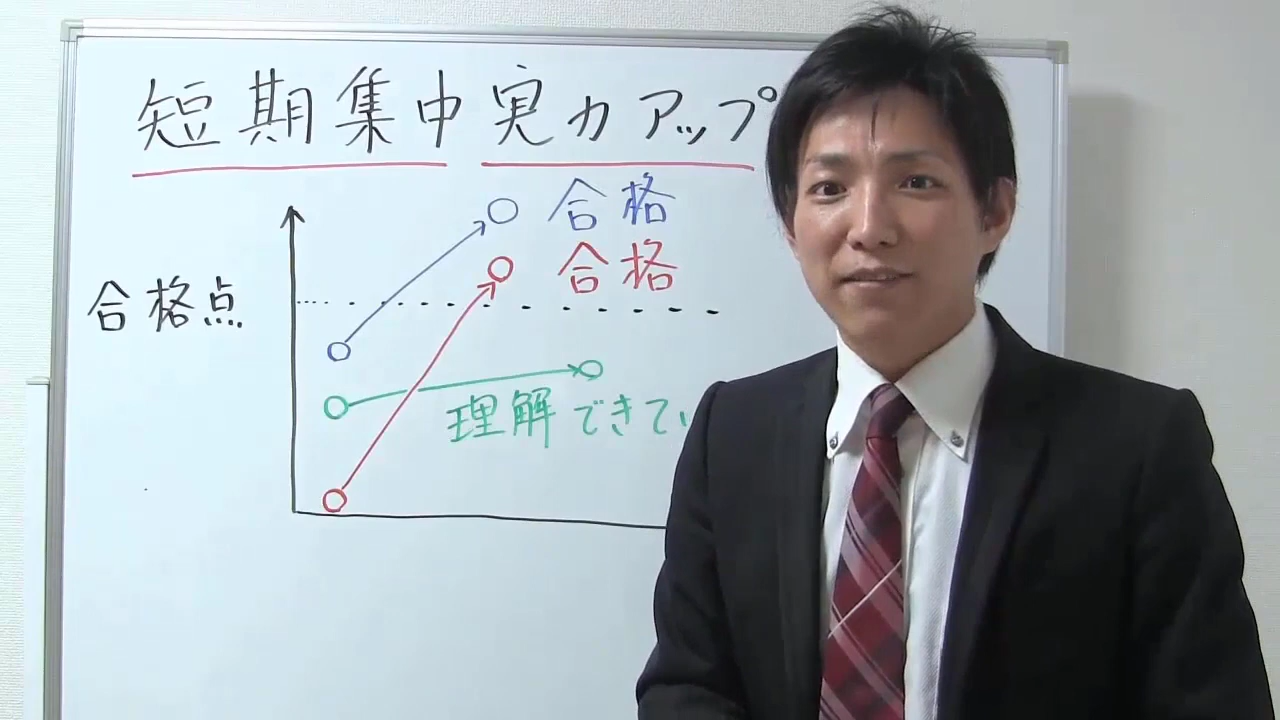 短期集中実力アップ
合格
合格
合格点
理解できてい